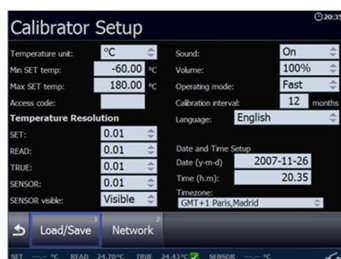 Calibrator Setup
20:35
Temperature unit: °C
Min SET temp: -60.00 °C
Max SET temp: 180.00 °C
Access code:
Temperature Resolution
SET: 0.01
READ: 0.01
TRUE: 0.01
SENSOR: 0.01
SENSOR visible: Visible
Sound: On
Volume: 100%
Operating mode: Fast
Calibration interval: 12 months
Language: English
Date and Time Setup
Date (y-m-d) 2007-11-26
Time (h.m): 20.35
Timezone:
GMT+1 Paris,Madrid
1
Load/Save
2
Network
SET ---.-- °C READ 24.70°C TRUE 24.43°C SENSOR ---.-- °C